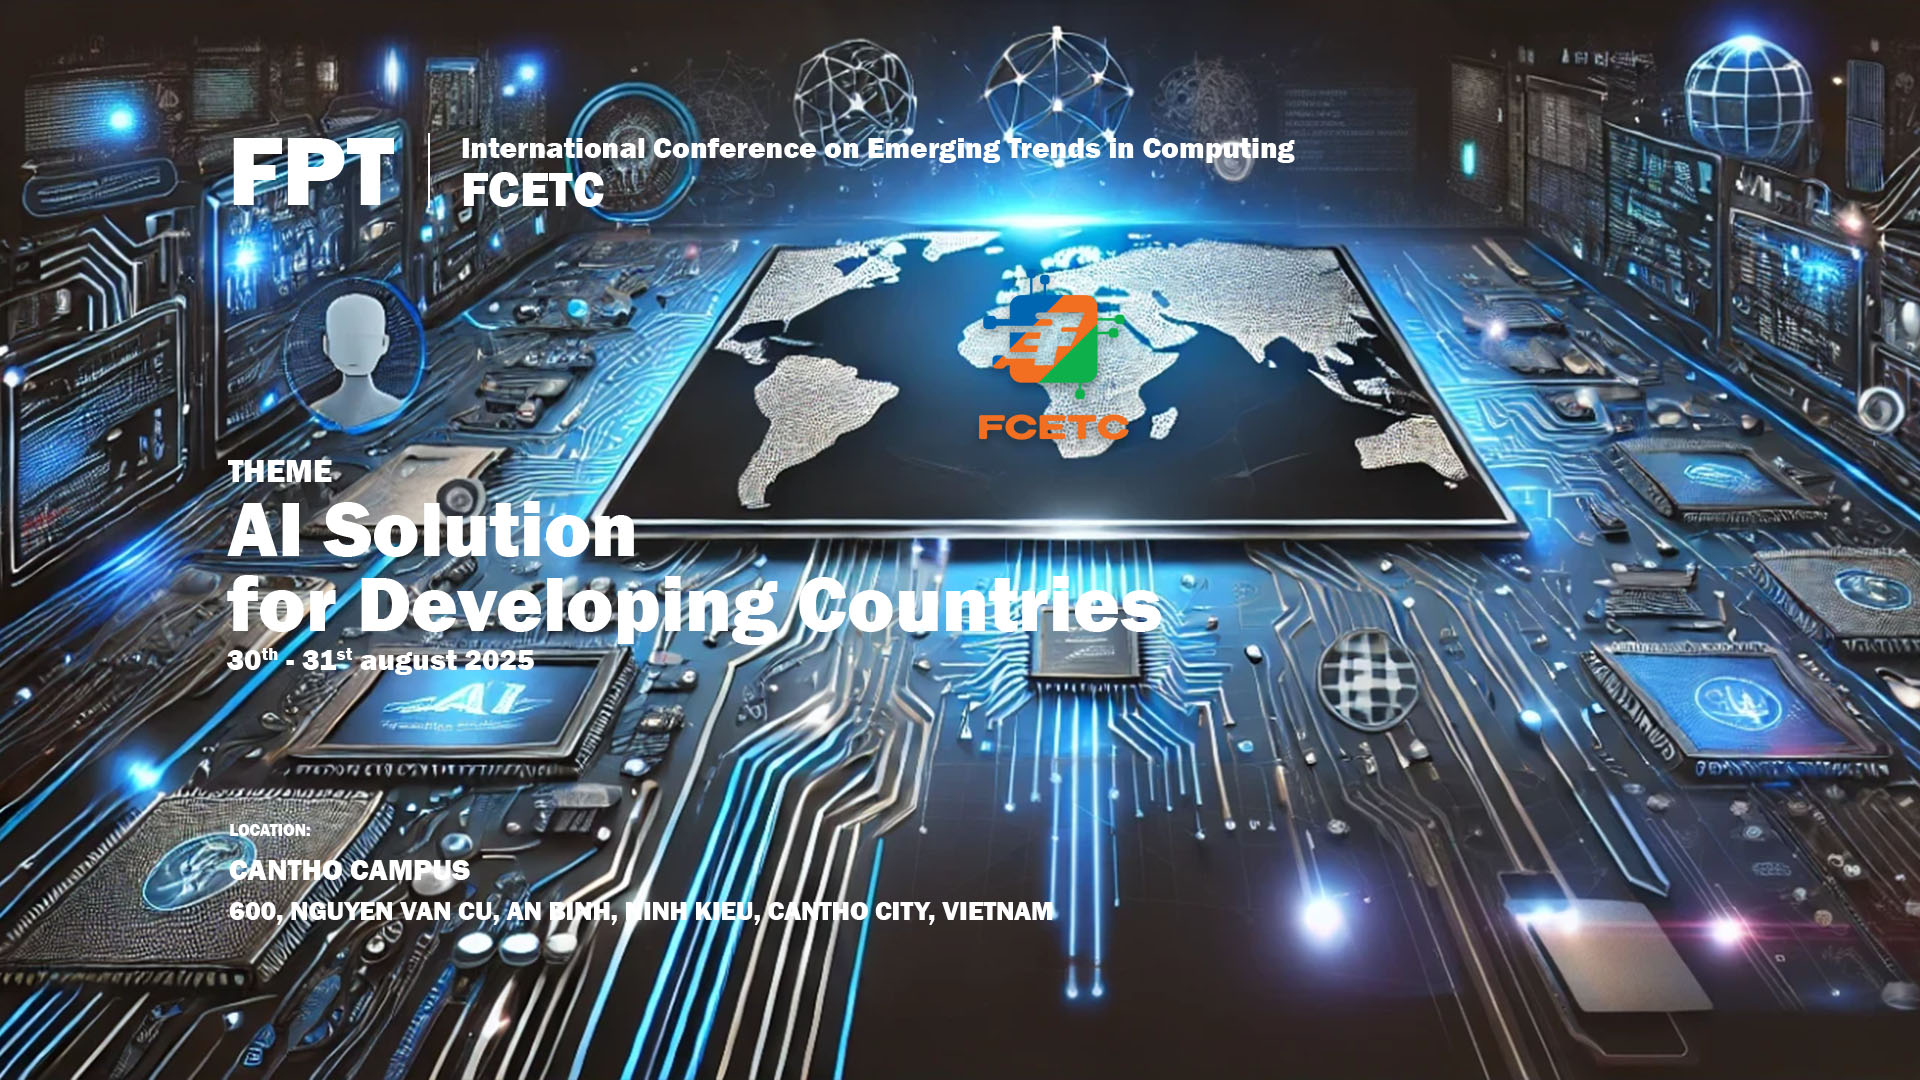 FPT
International Conference on Emerging Trends in Computing
FCETC
FCETC
THEME
AI Solution
for Developing Countries
30th - 31st august 2025
AI
LOCATION:
CANTHO CAMPUS
600, NGUYEN VAN CU, AN BINH, NINH KIEU, CANTHO CITY, VIETNAM